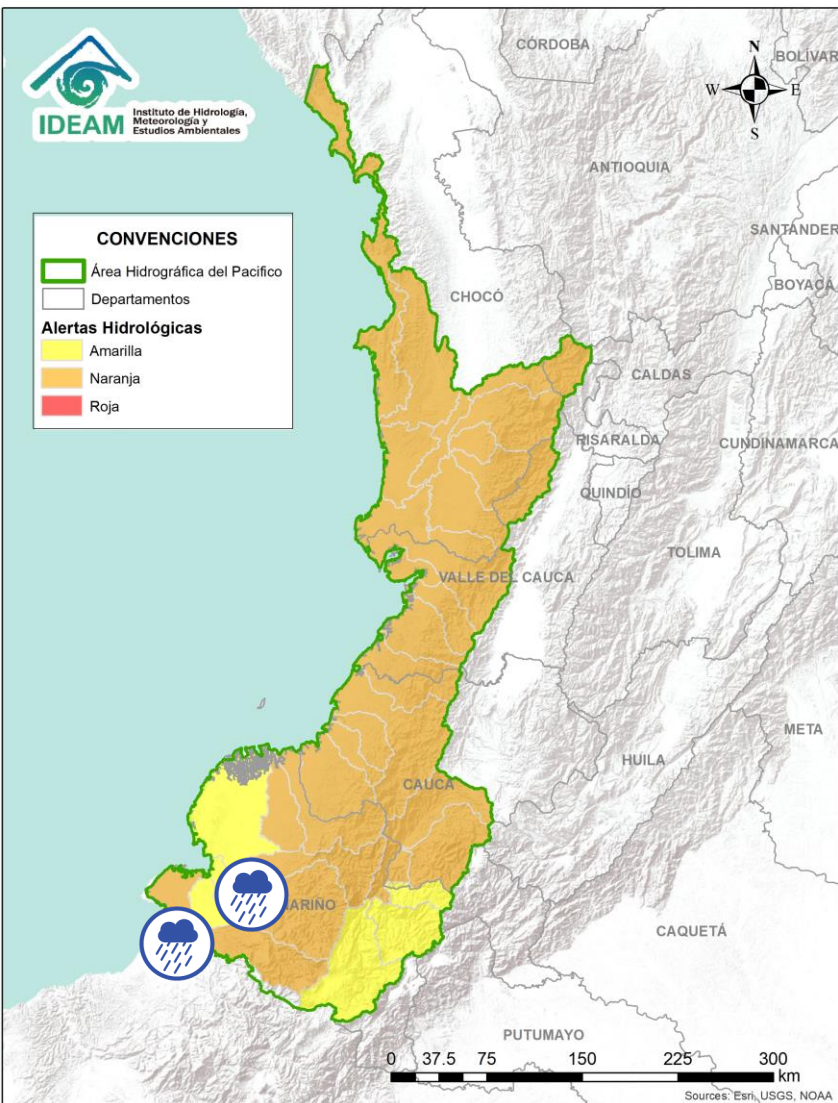 IDEAM
Instituto de Hidrología,
Meteorología y
Estudios Ambientales
CONVENCIONES
Área Hidrográfica del Pacifico
Departamentos
Alertas Hidrológicas
Amarilla
Naranja
Roja
N
W E
S
CÓRDOBA
BOLÍVAR
ANTIOQUIA
SANTANDER
BOYACÁ
CHOCÓ
CALDAS
RISARALDA
CUNDINAMARCA
QUINDÍO
TOLIMA
VALLE DEL CAUCA
META
HUILA
CAUCA
ARIÑO
CAQUETÁ
PUTUMAYO
0 37.5 75 150 225 300
km
Sources: Esri, USGS, NOAA